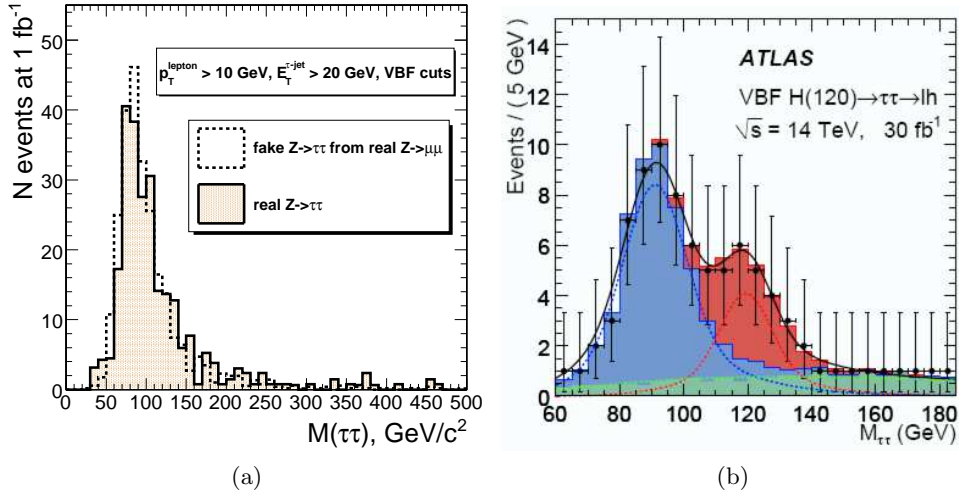 N events at 1 fb⁻¹
50
40
30
20
10
0
p_T^lepton > 10 GeV, E_T^τ-jet > 20 GeV, VBF cuts
fake Z->ττ from real Z->μμ
real Z->ττ
0 50 100 150 200 250 300 350 400 450 500
M(ττ), GeV/c²
(a)
Events / ( 5 GeV )
14
12
10
8
6
4
2
0
ATLAS
VBF H(120)→ττ→lh
√s = 14 TeV, 30 fb⁻¹
60 80 100 120 140 160 180
M_ττ (GeV)
(b)